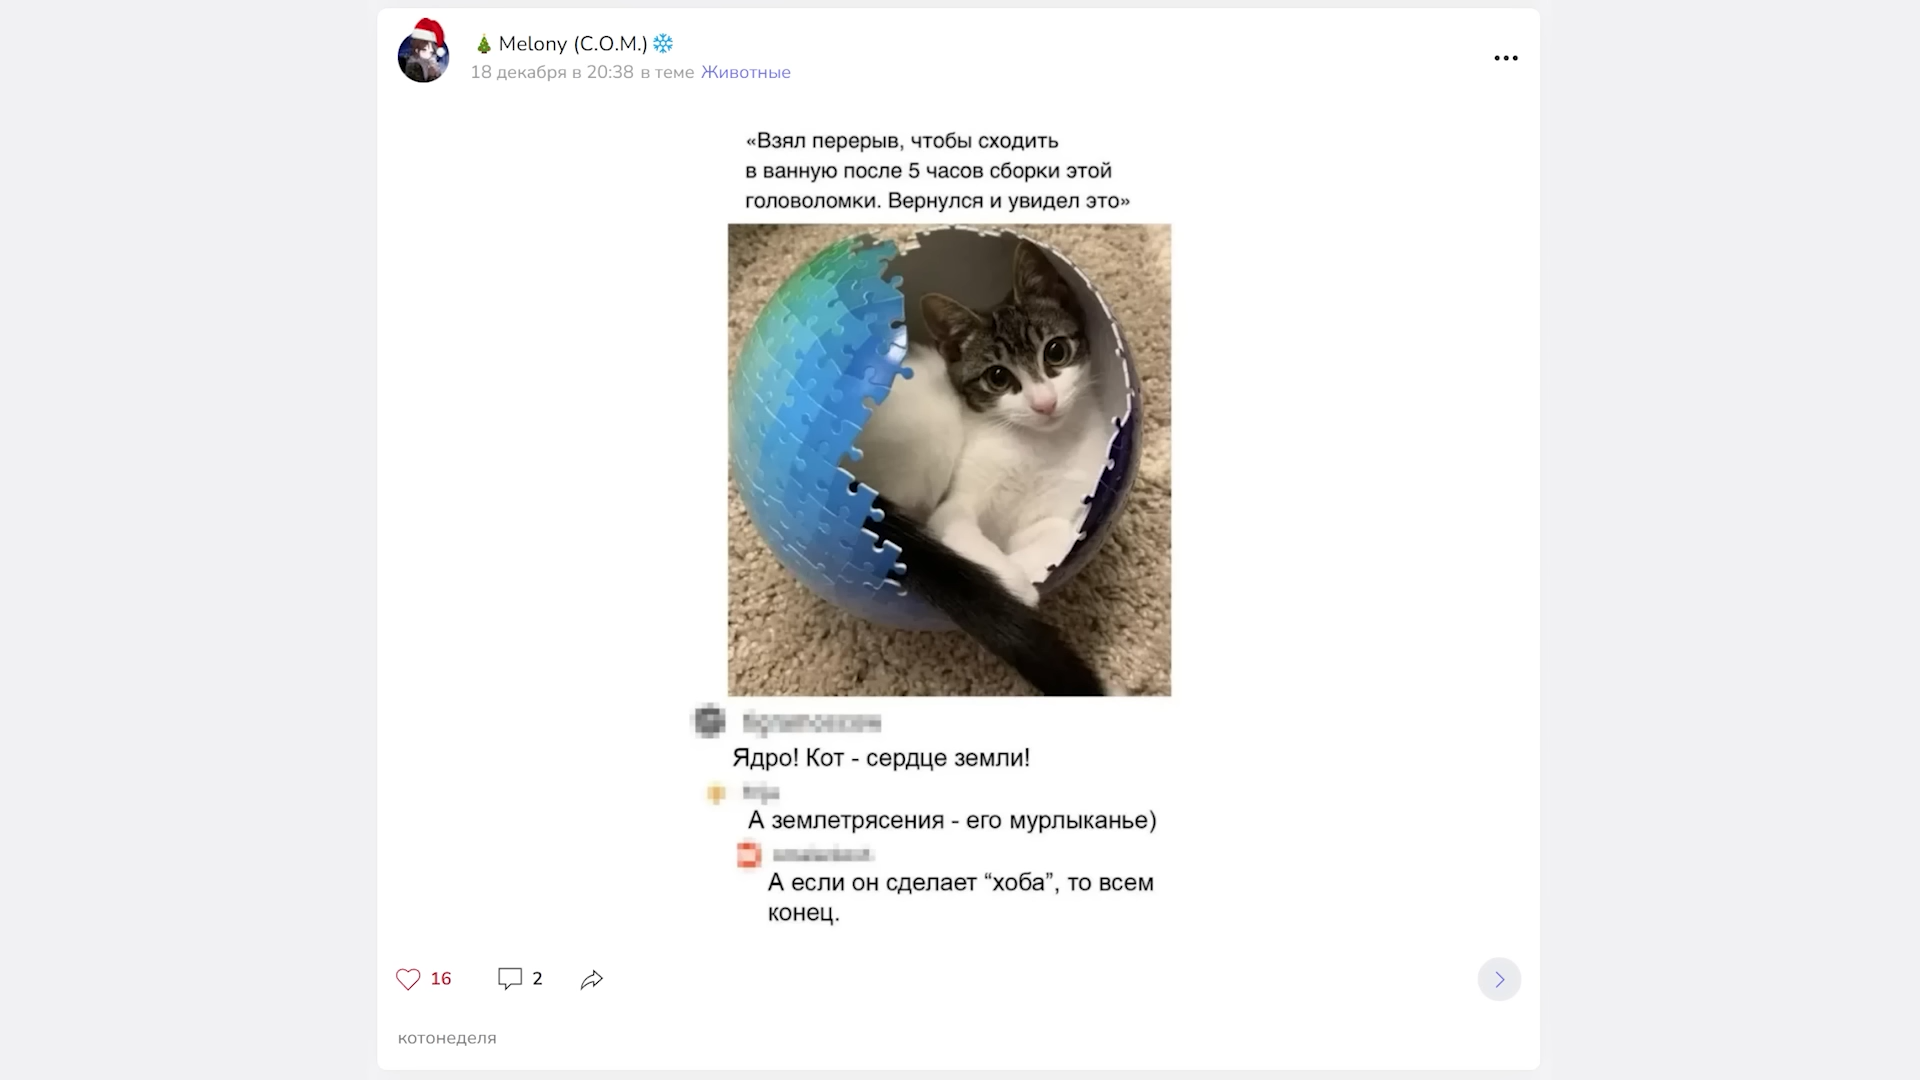 🎄 Melony (С.О.М.) ❄️
18 декабря в 20:38 в теме Животные
«Взял перерыв, чтобы сходить
в ванную после 5 часов сборки этой
головоломки. Вернулся и увидел это»
Ядро! Кот - сердце земли!
А землетрясения - его мурлыканье)
А если он сделает “хоба”, то всем
конец.
16
2
котонеделя